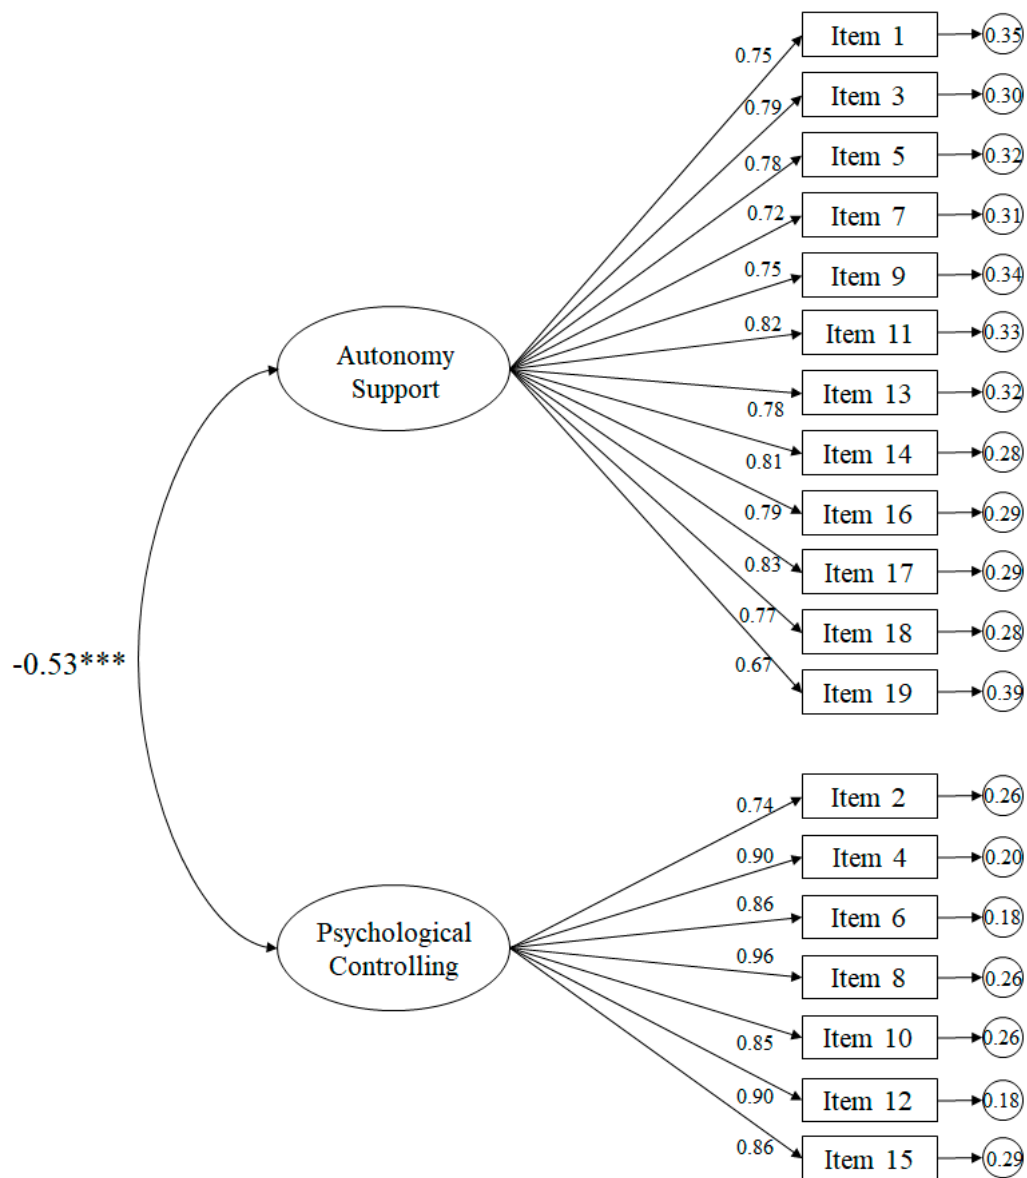 0.75 Item 1 0.35
0.79 Item 3 0.30
0.78 Item 5 0.32
0.72 Item 7 0.31
0.75 Item 9 0.34
0.82 Item 11 0.33
Autonomy
Support
0.78 Item 13 0.32
0.81 Item 14 0.28
0.79 Item 16 0.29
0.83 Item 17 0.29
0.77 Item 18 0.28
0.67 Item 19 0.39
-0.53***
0.74 Item 2 0.26
0.90 Item 4 0.20
0.86 Item 6 0.18
0.96 Item 8 0.26
Psychological
Controlling
0.85 Item 10 0.26
0.90 Item 12 0.18
0.86 Item 15 0.29